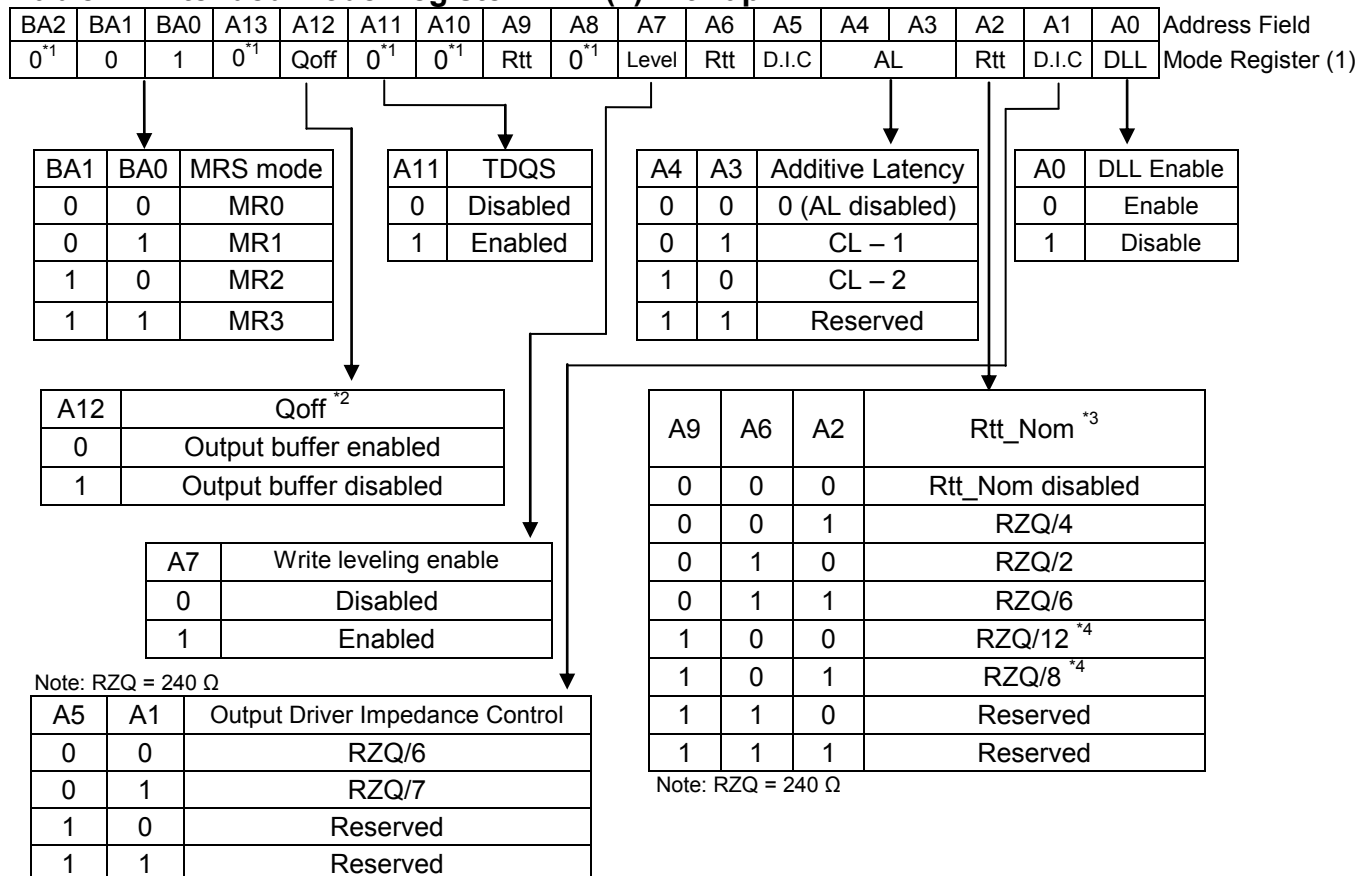 BA2 BA1 BA0 A13 A12 A11 A10 A9 A8 A7 A6 A5 A4 A3 A2 A1 A0 Address Field
0*1 0 1 0*1 Qoff 0*1 0*1 Rtt 0*1 Level Rtt D.I.C AL Rtt D.I.C DLL Mode Register (1)
BA1 BA0 MRS mode
0 0 MR0
0 1 MR1
1 0 MR2
1 1 MR3
A11 TDQS
0 Disabled
1 Enabled
A4 A3 Additive Latency
0 0 0 (AL disabled)
0 1 CL – 1
1 0 CL – 2
1 1 Reserved
A0 DLL Enable
0 Enable
1 Disable
A12 Qoff *2
0 Output buffer enabled
1 Output buffer disabled
A7 Write leveling enable
0 Disabled
1 Enabled
Note: RZQ = 240 Ω
A5 A1 Output Driver Impedance Control
0 0 RZQ/6
0 1 RZQ/7
1 0 Reserved
1 1 Reserved
A9 A6 A2 Rtt_Nom *3
0 0 0 Rtt_Nom disabled
0 0 1 RZQ/4
0 1 0 RZQ/2
0 1 1 RZQ/6
1 0 0 RZQ/12 *4
1 0 1 RZQ/8 *4
1 1 0 Reserved
1 1 1 Reserved
Note: RZQ = 240 Ω